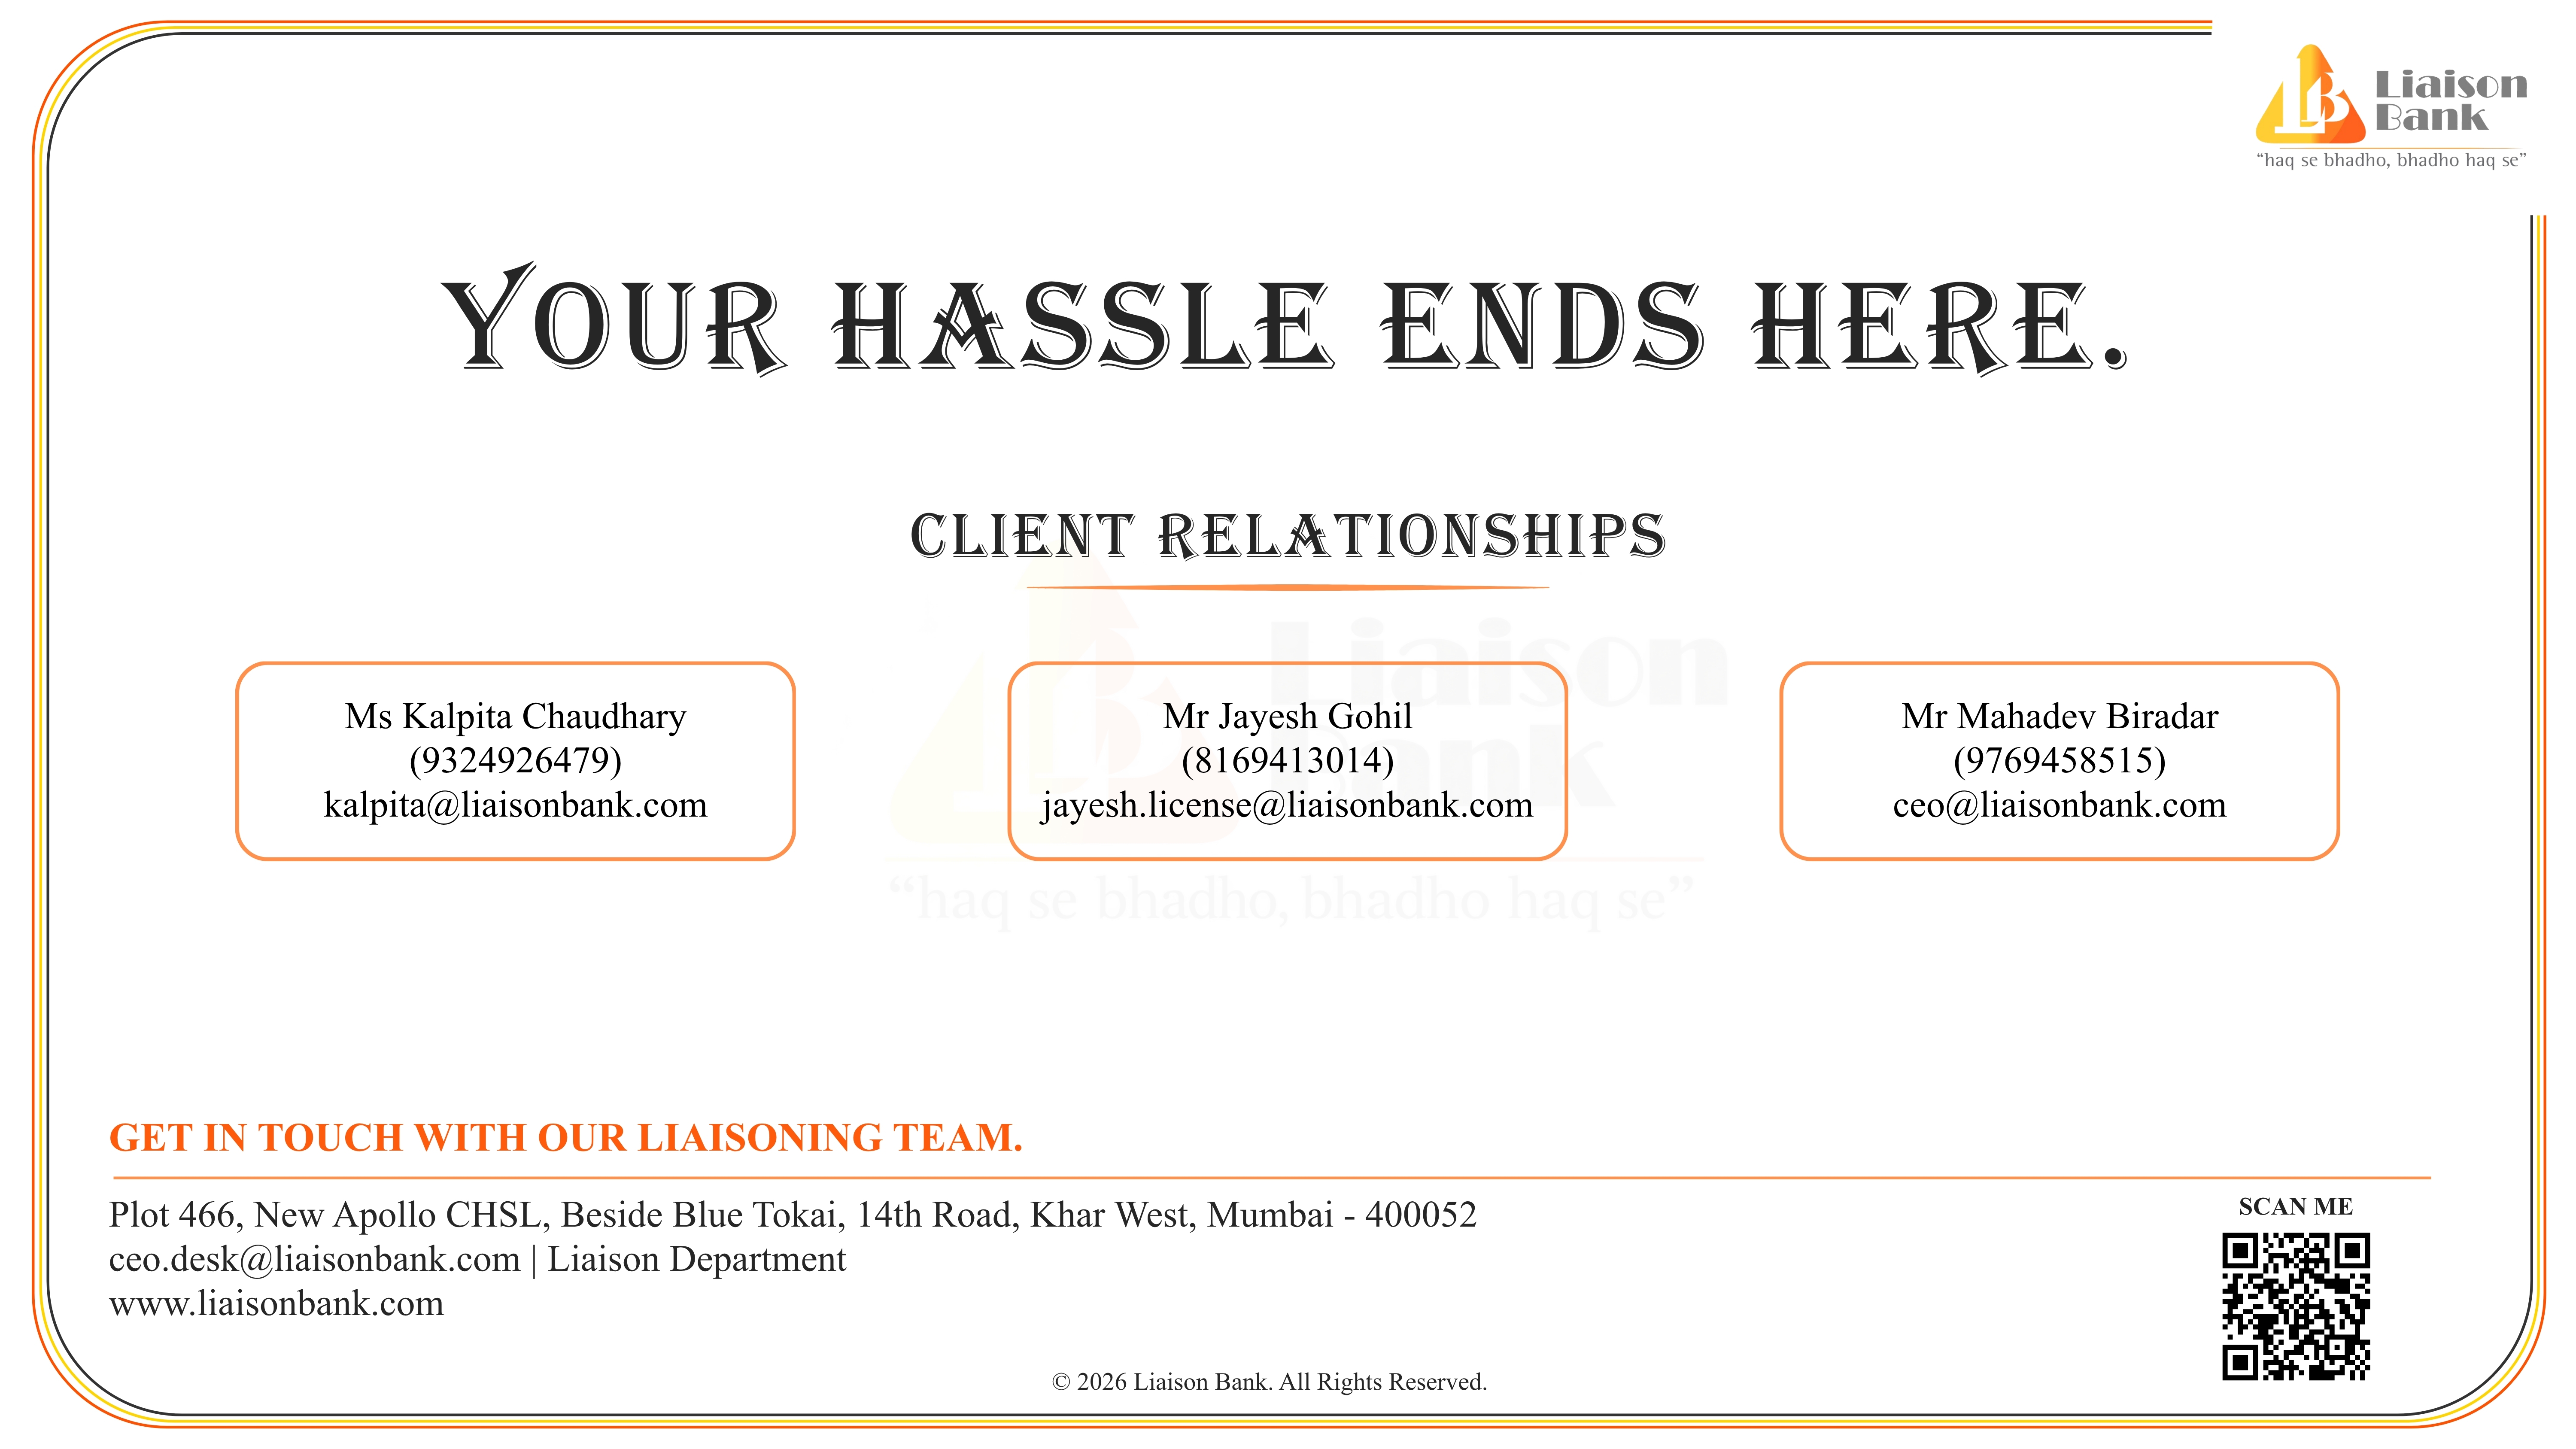 Liaison
Bank
“haq se bhadho, bhadho haq se”
YOUR HASSLE ENDS HERE.
CLIENT RELATIONSHIPS
Ms Kalpita Chaudhary
(9324926479)
kalpita@liaisonbank.com
Mr Jayesh Gohil
(8169413014)
jayesh.license@liaisonbank.com
Mr Mahadev Biradar
(9769458515)
ceo@liaisonbank.com
Liaison
Bank
“haq se bhadho, bhadho haq se”
GET IN TOUCH WITH OUR LIAISONING TEAM.
Plot 466, New Apollo CHSL, Beside Blue Tokai, 14th Road, Khar West, Mumbai - 400052
ceo.desk@liaisonbank.com | Liaison Department
www.liaisonbank.com
SCAN ME
© 2026 Liaison Bank. All Rights Reserved.